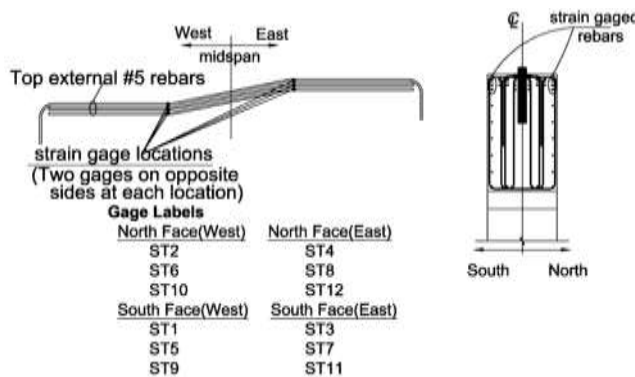 West East
midspan
Top external #5 rebars
strain gage locations
(Two gages on opposite
sides at each location)
Gage Labels
North Face(West) North Face(East)
ST2 ST4
ST6 ST8
ST10 ST12
South Face(West) South Face(East)
ST1 ST3
ST5 ST7
ST9 ST11
℄
strain gaged
rebars
South North